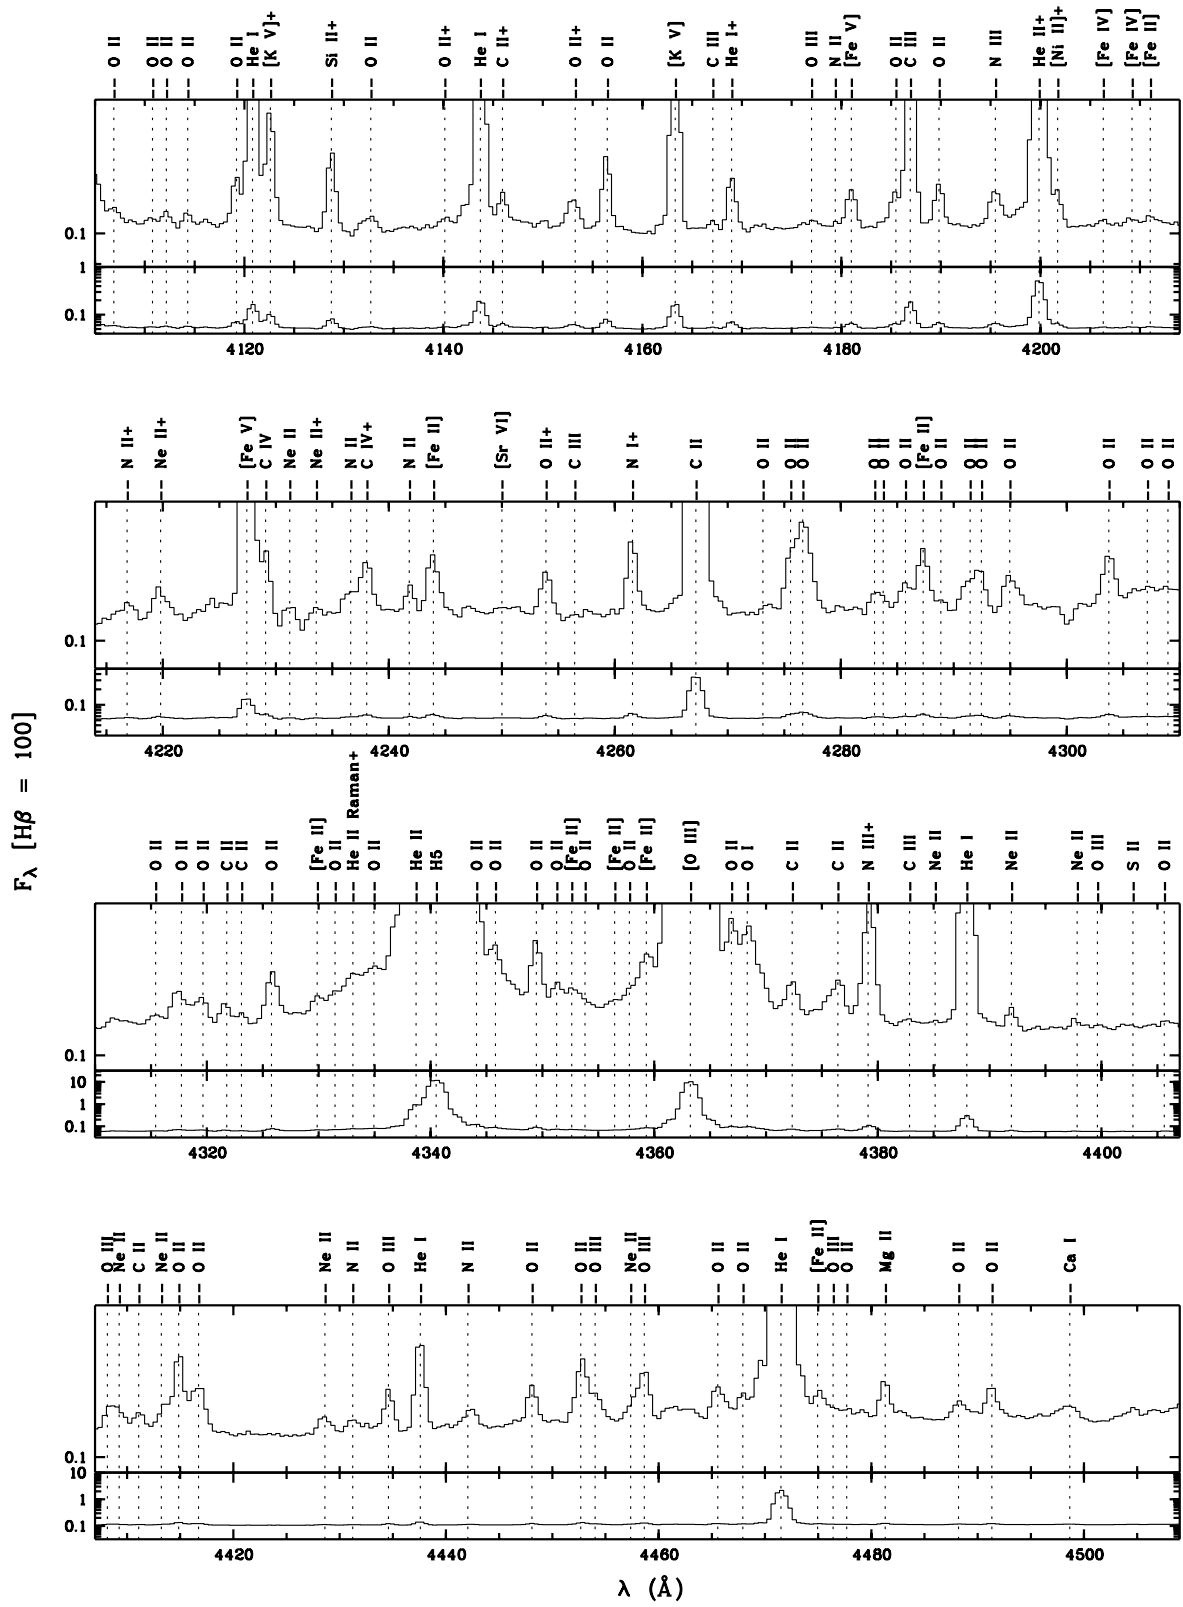 O II
O II
O II
O II
O II
He I
[K V]+
Si II+
O II
O II+
He I
C II+
O II+
O II
[K V]
C III
He I+
O III
N II
[Fe V]
O II
C III
O II
N III
He II+
[Ni II]+
[Fe IV]
[Fe IV]
[Fe II]
0.1
1
0.1
4120 4140 4160 4180 4200
N II+
Ne II+
[Fe V]
C IV
Ne II
Ne II+
N II
C IV+
N II
[Fe II]
[Sr VI]
O II+
C III
N I+
C II
O II
O II
O II
O II
O II
O II
[Fe II]
O II
O II
O II
O II
O II
O II
O II
0.1
0.1
4220 4240 4260 4280 4300
Fλ [Hβ = 100]
O II
O II
O II
C II
C II
O II
[Fe II]
O II
He II Raman+
O II
He II
H5
O II
O II
O II
O II
[Fe II]
O II
[Fe II]
O II
[Fe II]
[O III]
O II
O I
C II
C II
N III+
C III
Ne II
He I
Ne II
Ne II
O III
S II
O II
0.1
10
1
0.1
4320 4340 4360 4380 4400
O III
Ne II
C II
Ne II
O II
O II
Ne II
N II
O III
He I
N II
O II
O II
O III
Ne II
O III
O II
O II
He I
[Fe II]
O III
O II
Mg II
O II
O II
Ca I
0.1
10
1
0.1
4420 4440 4460 4480 4500
λ (Å)